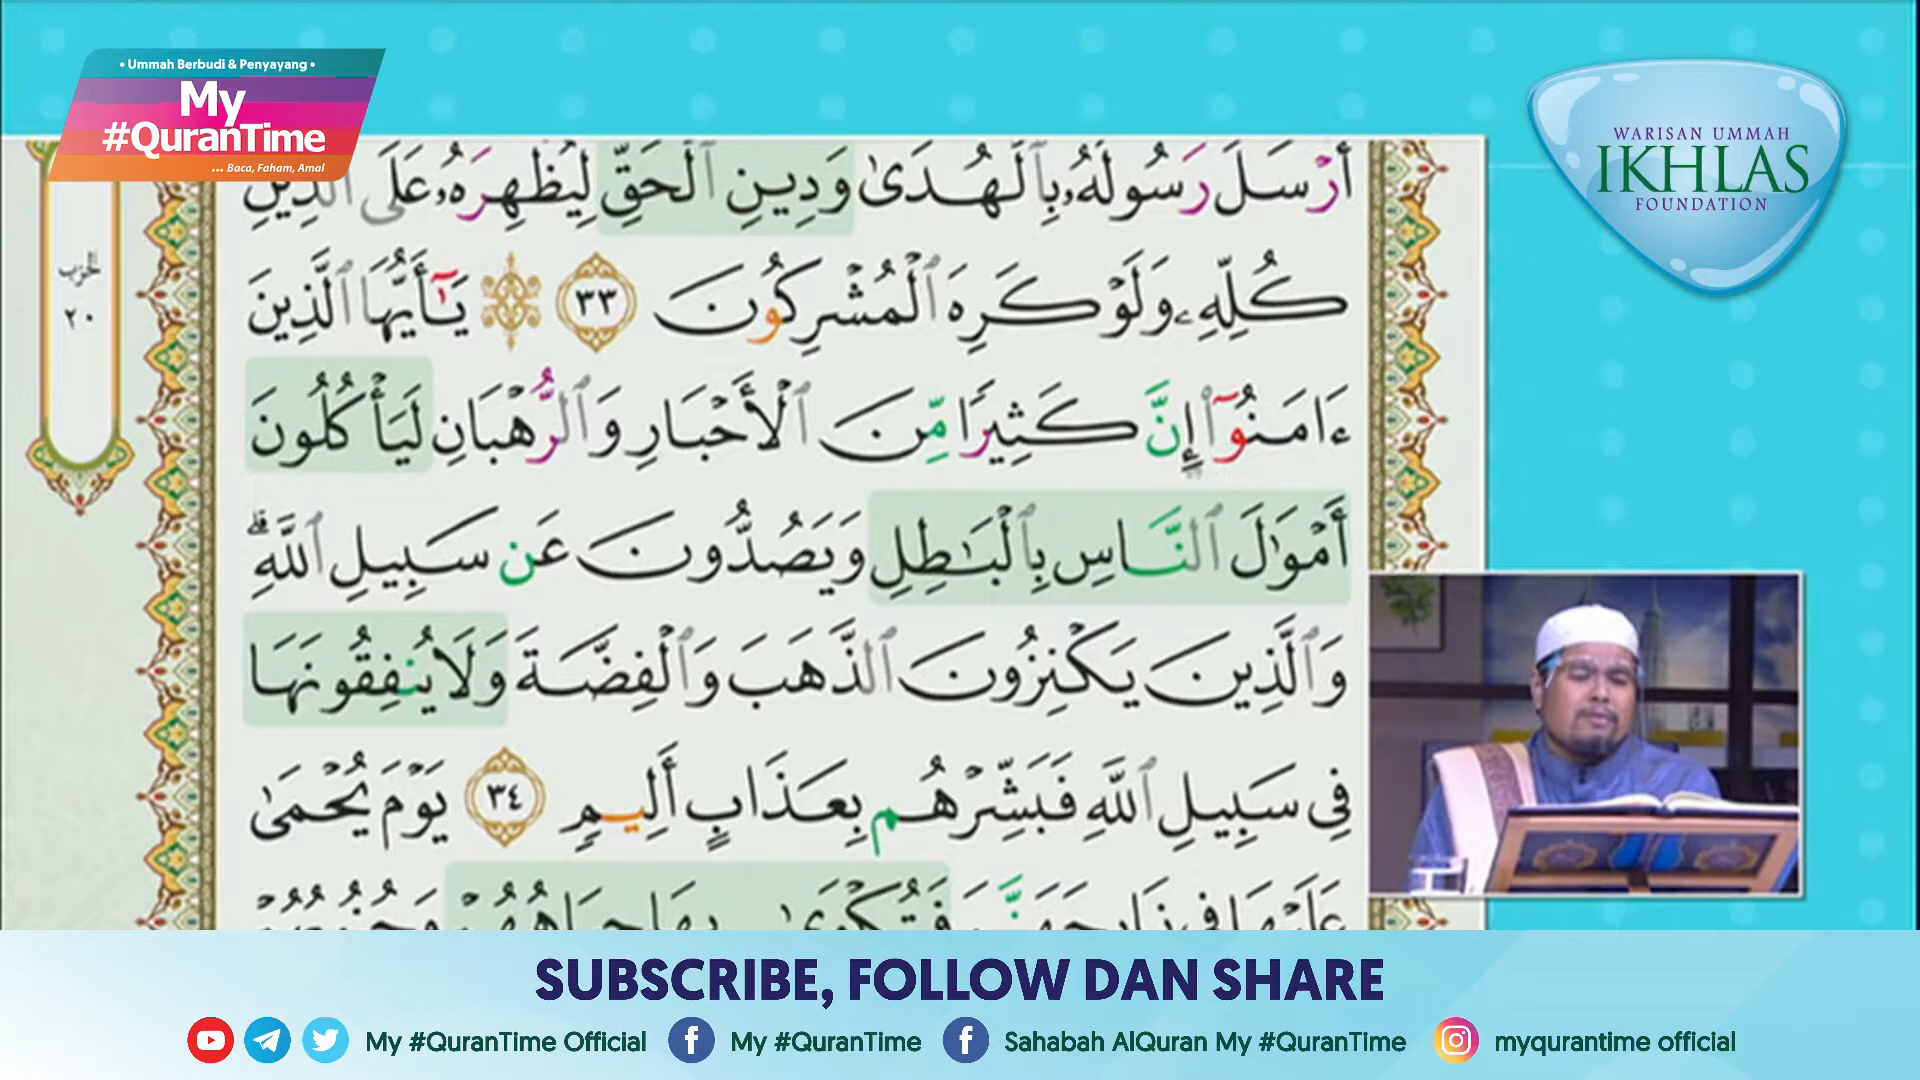 • Ummah Berbudi & Penyayang •
My
#QuranTime
... Baca, Faham, Amal
WARISAN UMMAH
IKHLAS
FOUNDATION
الحزب
٢٠
أَرْسَلَ رَسُولَهُۥ بِٱلْهُدَىٰ وَدِينِ ٱلْحَقِّ لِيُظْهِرَهُۥ عَلَى ٱلدِّينِ
كُلِّهِۦ وَلَوْ كَرِهَ ٱلْمُشْرِكُونَ ٣٣ ۞ يَـٰٓأَيُّهَا ٱلَّذِينَ
ءَامَنُوٓا۟ إِنَّ كَثِيرًا مِّنَ ٱلْأَحْبَارِ وَٱلرُّهْبَانِ لَيَأْكُلُونَ
أَمْوَٰلَ ٱلنَّاسِ بِٱلْبَـٰطِلِ وَيَصُدُّونَ عَن سَبِيلِ ٱللَّهِ ۗ
وَٱلَّذِينَ يَكْنِزُونَ ٱلذَّهَبَ وَٱلْفِضَّةَ وَلَا يُنفِقُونَهَا
فِى سَبِيلِ ٱللَّهِ فَبَشِّرْهُم بِعَذَابٍ أَلِيمٍ ٣٤ يَوْمَ يُحْمَىٰ
عَلَيْهَا فِى نَارِ جَهَنَّمَ فَتُكْوَىٰ بِهَا جِبَاهُهُمْ وَجُنُوبُهُمْ
SUBSCRIBE, FOLLOW DAN SHARE
My #QuranTime Official My #QuranTime Sahabah AlQuran My #QuranTime myqurantime official